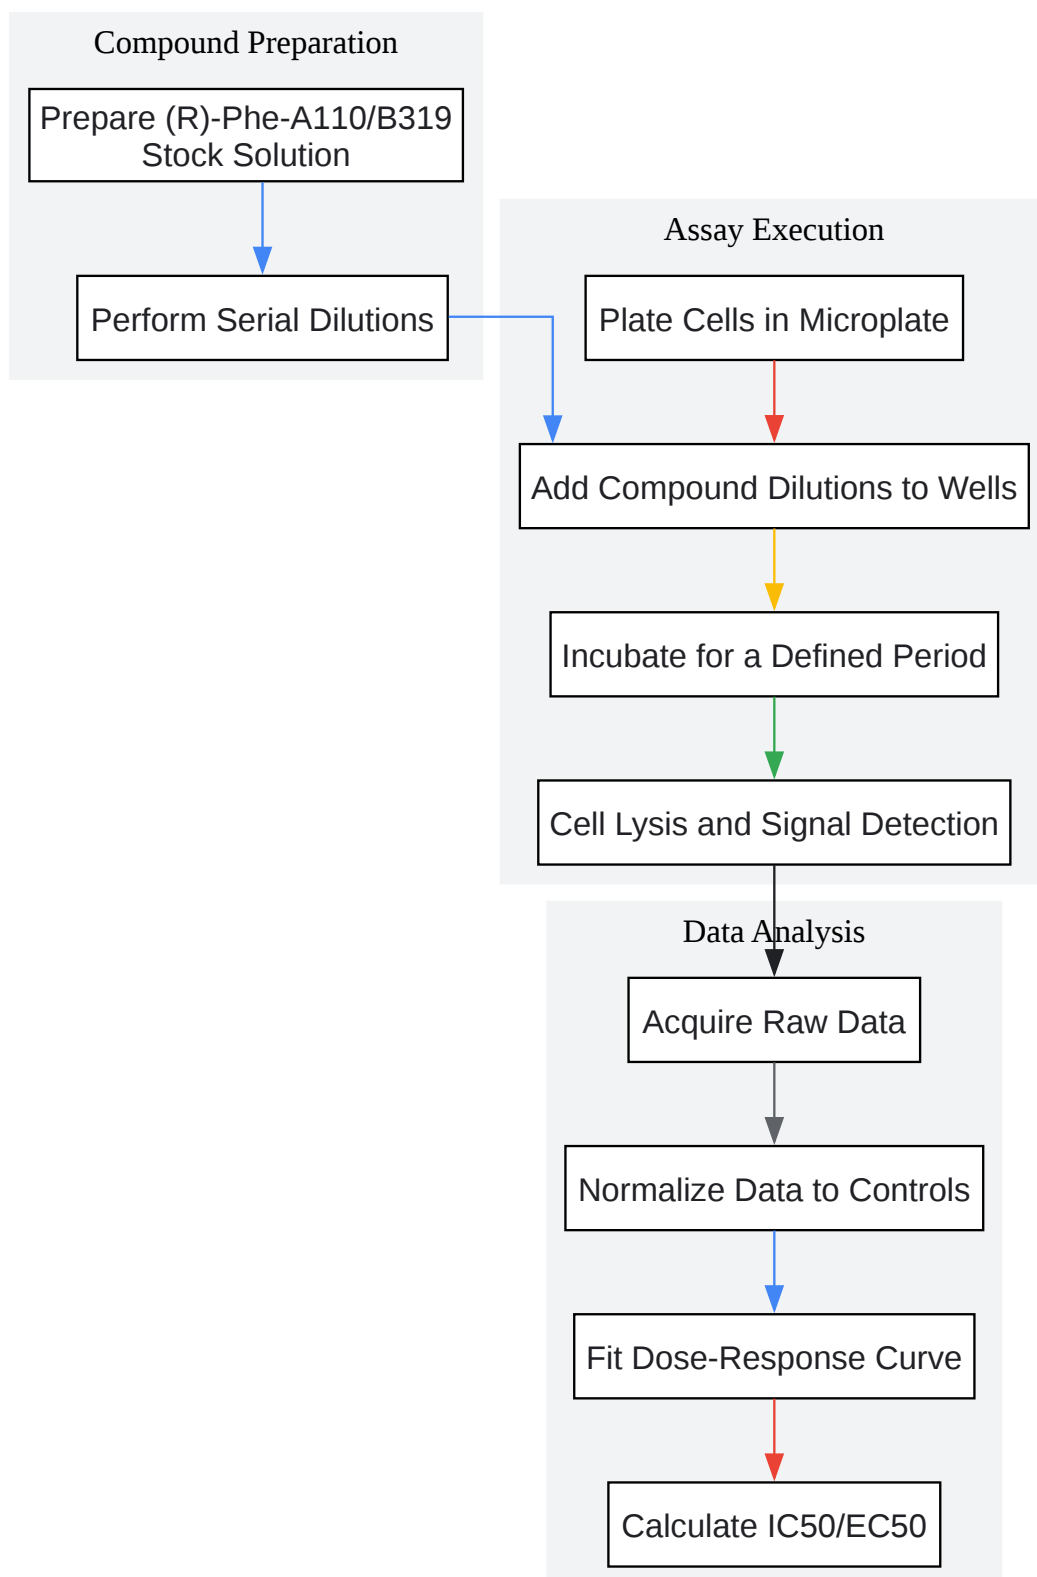 Compound Preparation
Prepare (R)-Phe-A110/B319
Stock Solution
Perform Serial Dilutions
Assay Execution
Plate Cells in Microplate
Add Compound Dilutions to Wells
Incubate for a Defined Period
Cell Lysis and Signal Detection
Data Analysis
Acquire Raw Data
Normalize Data to Controls
Fit Dose-Response Curve
Calculate IC50/EC50